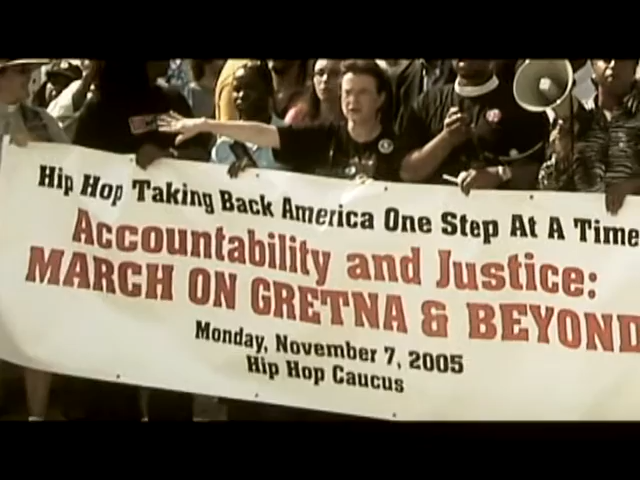 Hip Hop Taking Back America One Step At A Time
Accountability and Justice:
MARCH ON GRETNA & BEYOND
Monday, November 7, 2005
Hip Hop Caucus